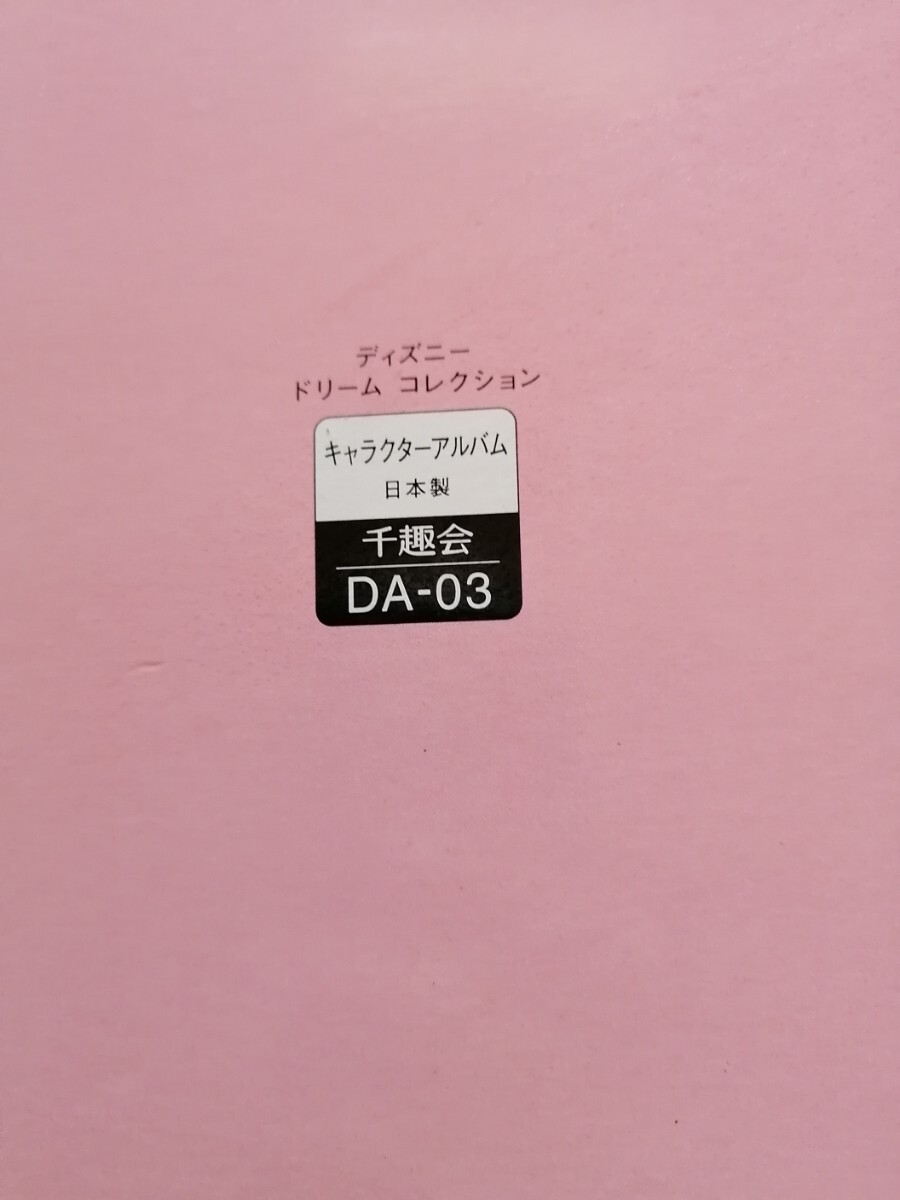 ディズニー
ドリーム コレクション
キャラクターアルバム
日本製
千趣会
DA-03